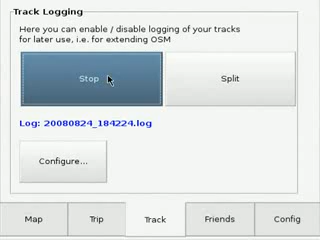 Track Logging
Here you can enable / disable logging of your tracks
for later use, i.e. for extending OSM
Stop Split
Log: 20080824_184224.log
Configure...
Map Trip Track Friends Config